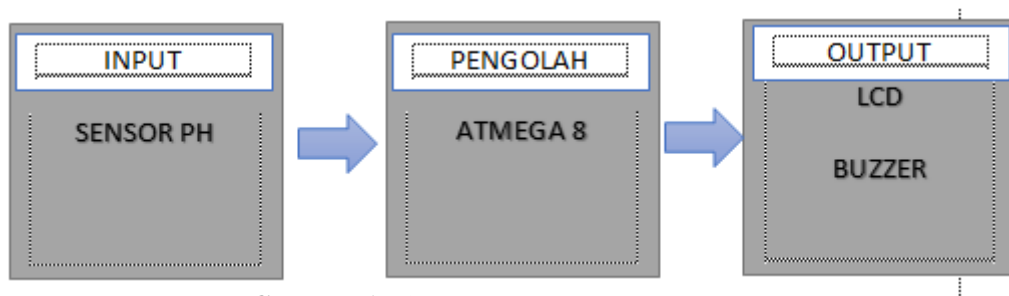 INPUT
SENSOR PH
PENGOLAH
ATMEGA 8
OUTPUT
LCD
BUZZER